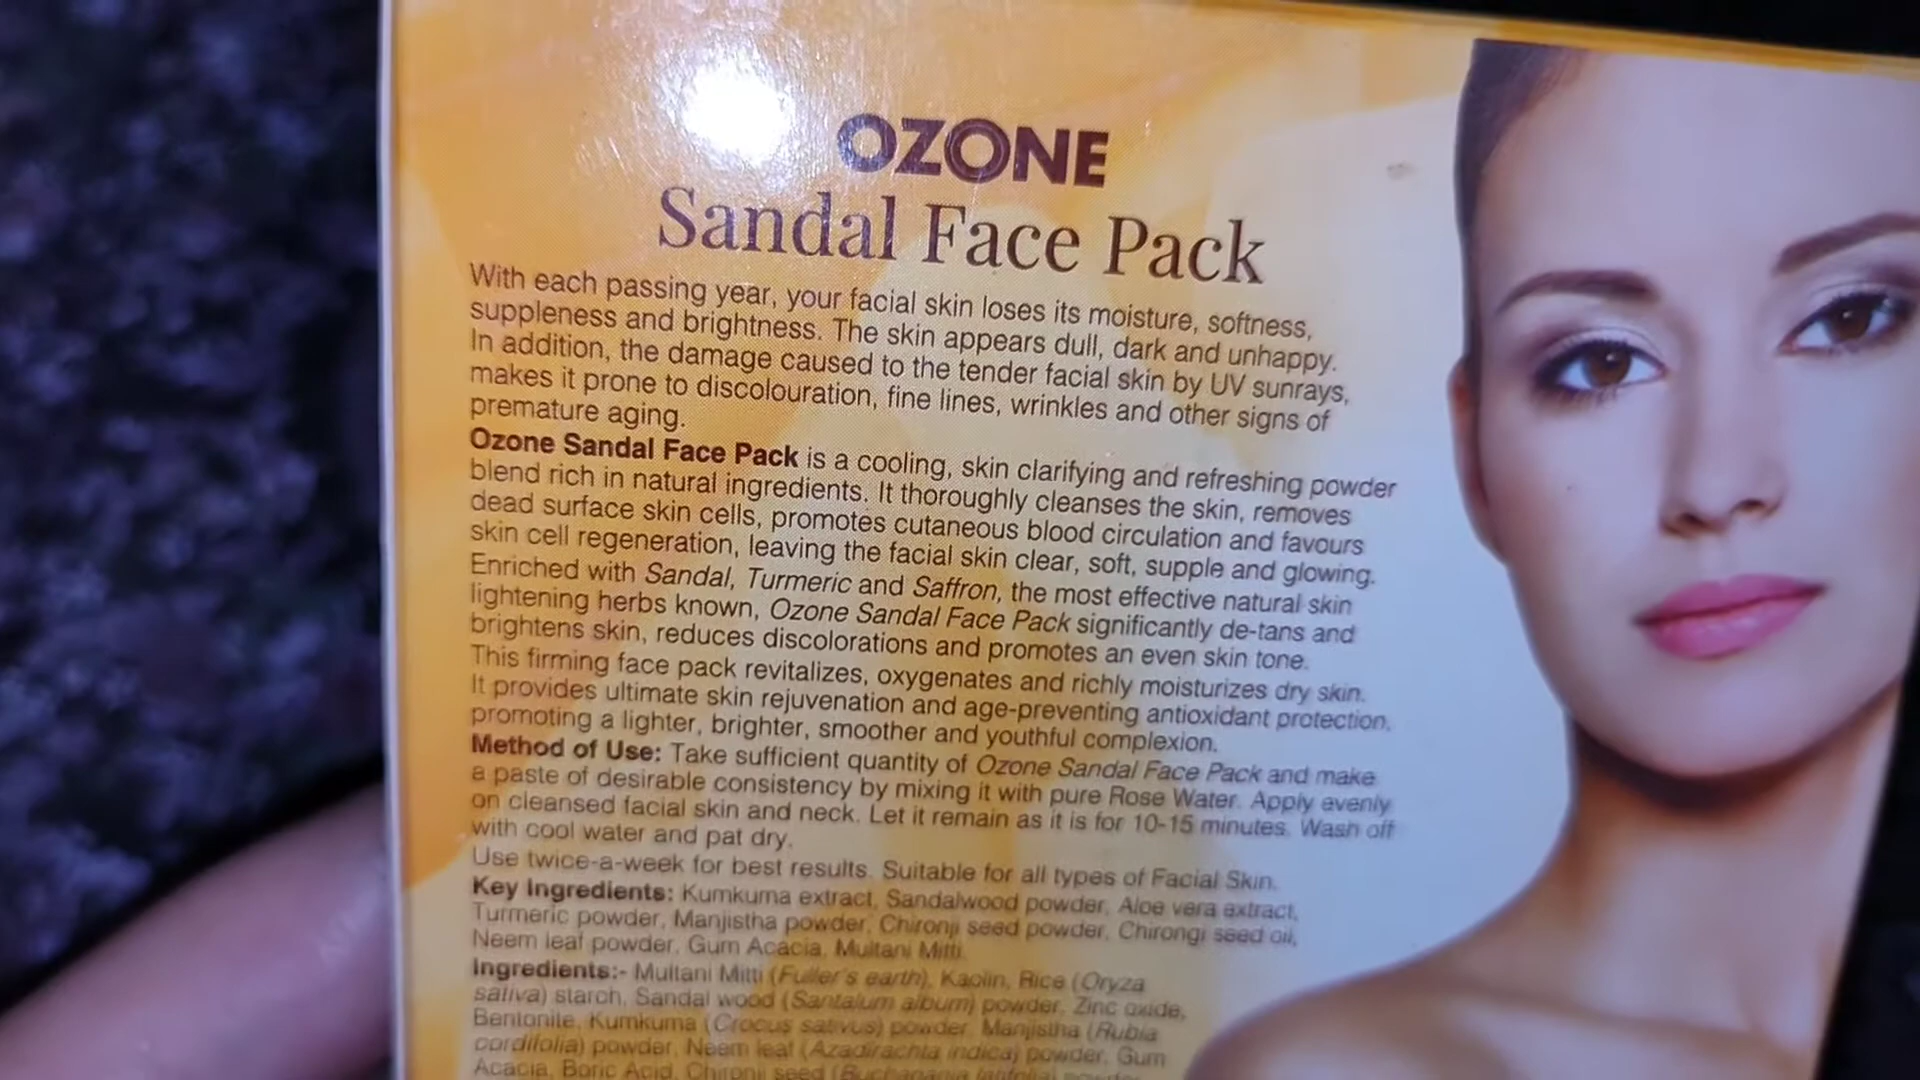 OZONE
Sandal Face Pack
With each passing year, your facial skin loses its moisture, softness,
suppleness and brightness. The skin appears dull, dark and unhappy.
In addition, the damage caused to the tender facial skin by UV sunrays,
makes it prone to discolouration, fine lines, wrinkles and other signs of
premature aging.
Ozone Sandal Face Pack is a cooling, skin clarifying and refreshing powder
blend rich in natural ingredients. It thoroughly cleanses the skin, removes
dead surface skin cells, promotes cutaneous blood circulation and favours
skin cell regeneration, leaving the facial skin clear, soft, supple and glowing.
Enriched with Sandal, Turmeric and Saffron, the most effective natural skin
lightening herbs known, Ozone Sandal Face Pack significantly de-tans and
brightens skin, reduces discolorations and promotes an even skin tone.
This firming face pack revitalizes, oxygenates and richly moisturizes dry skin.
It provides ultimate skin rejuvenation and age-preventing antioxidant protection,
promoting a lighter, brighter, smoother and youthful complexion.
Method of Use: Take sufficient quantity of Ozone Sandal Face Pack and make
a paste of desirable consistency by mixing it with pure Rose Water. Apply evenly
on cleansed facial skin and neck. Let it remain as it is for 10-15 minutes. Wash off
with cool water and pat dry.
Use twice-a-week for best results. Suitable for all types of Facial Skin.
Key Ingredients: Kumkuma extract, Sandalwood powder, Aloe vera extract,
Turmeric powder, Manjistha powder, Chironji seed powder, Chirongi seed oil,
Neem leaf powder, Gum Acacia, Multani Mitti.
Ingredients:- Multani Mitti (Fuller's earth), Kaolin, Rice (Oryza
sativa) starch, Sandal wood (Santalum album) powder, Zinc oxide,
Bentonite, Kumkuma (Crocus sativus) powder, Manjistha (Rubia
cordifolia) powder, Neem leaf (Azadirachta indica) powder, Gum
Acacia, Boric Acid, Chironji seed (Buchanania